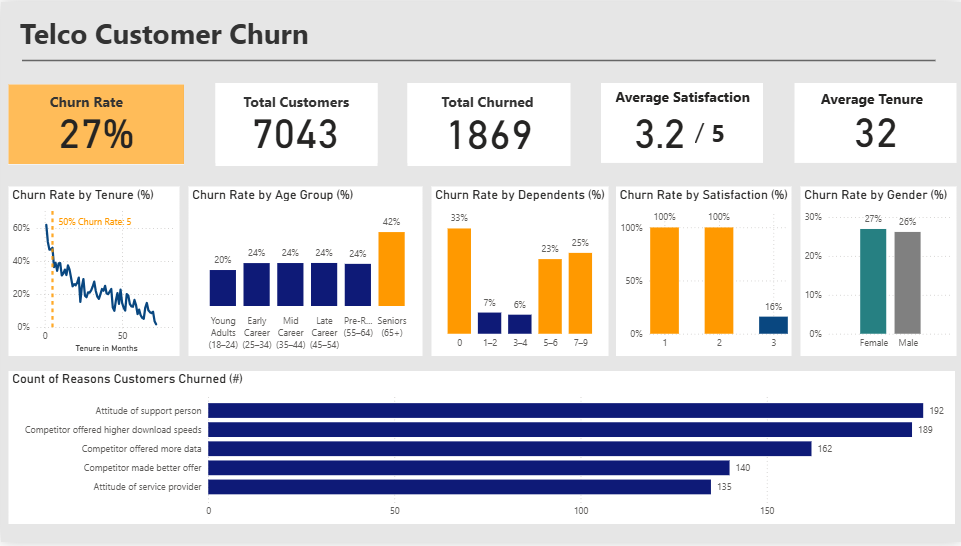 Telco Customer Churn
Churn Rate
27%
Total Customers
7043
Total Churned
1869
Average Satisfaction
3.2 / 5
Average Tenure
32
Churn Rate by Tenure (%)
50% Churn Rate: 5
60%
40%
20%
0%
0 50
Tenure in Months
Churn Rate by Age Group (%)
20% 24% 24% 24% 24% 42%
Young Adults (18–24)
Early Career (25–34)
Mid Career (35–44)
Late Career (45–54)
Pre-R... (55–64)
Seniors (65+)
Churn Rate by Dependents (%)
33% 7% 6% 23% 25%
0 1–2 3–4 5–6 7–9
Churn Rate by Satisfaction (%)
100% 100% 16%
100%
50%
0%
1 2 3
Churn Rate by Gender (%)
27% 26%
30%
20%
10%
0%
Female Male
Count of Reasons Customers Churned (#)
Attitude of support person 192
Competitor offered higher download speeds 189
Competitor offered more data 162
Competitor made better offer 140
Attitude of service provider 135
0 50 100 150